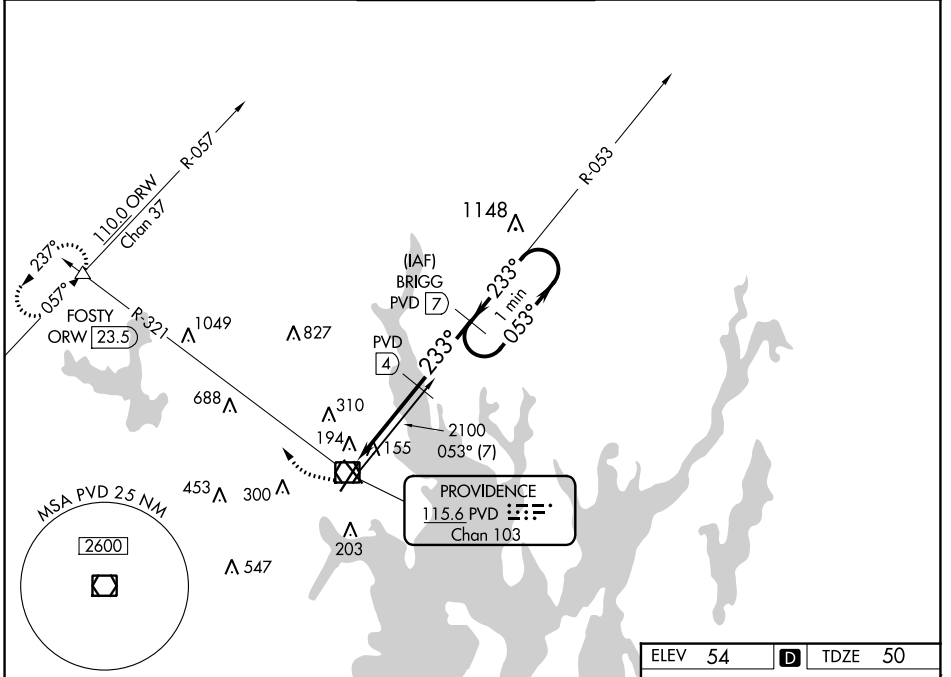 R-057
R-053
110.0 ORW
Chan 37
1148
237°
057°
(IAF)
BRIGG
PVD 7
233°
1 min
053°
FOSTY
ORW 23.5
R-321
1049
827
PVD
4
233°
688
310
2100
053° (7)
194
155
453
300
PROVIDENCE
115.6 PVD
Chan 103
203
MSA PVD 25 NM
2600
547
ELEV 54
D
TDZE 50